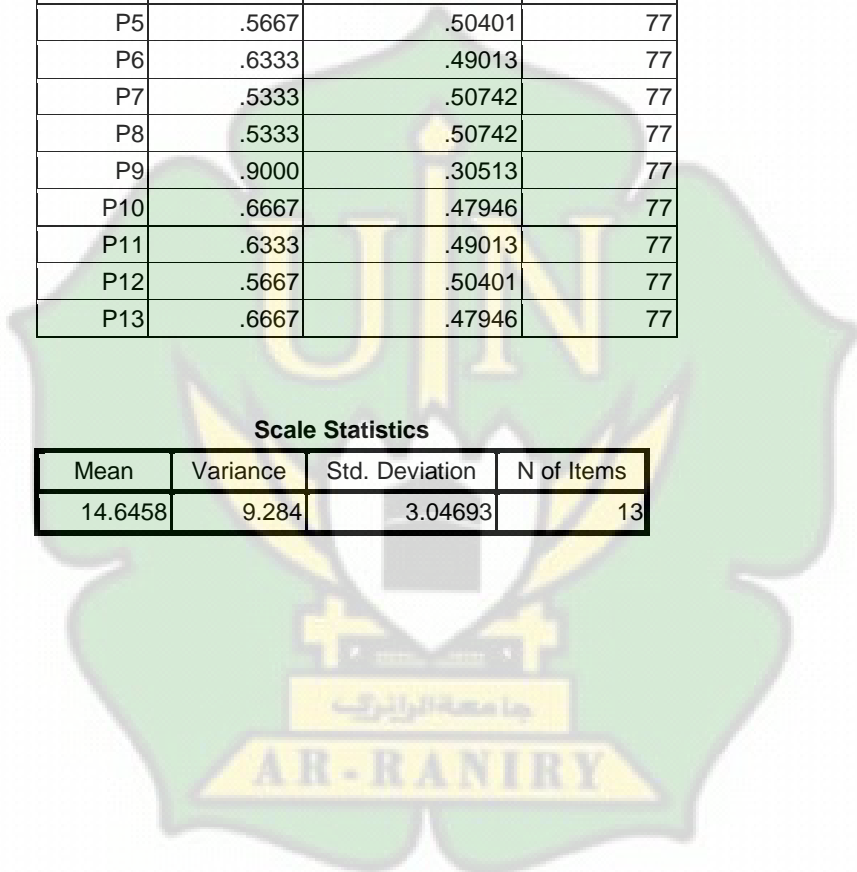 P5 .5667 .50401 77
P6 .6333 .49013 77
P7 .5333 .50742 77
P8 .5333 .50742 77
P9 .9000 .30513 77
P10 .6667 .47946 77
P11 .6333 .49013 77
P12 .5667 .50401 77
P13 .6667 .47946 77
UIN
Scale Statistics
Mean Variance Std. Deviation N of Items
14.6458 9.284 3.04693 13
جامعة الرانري
AR-RANIRY